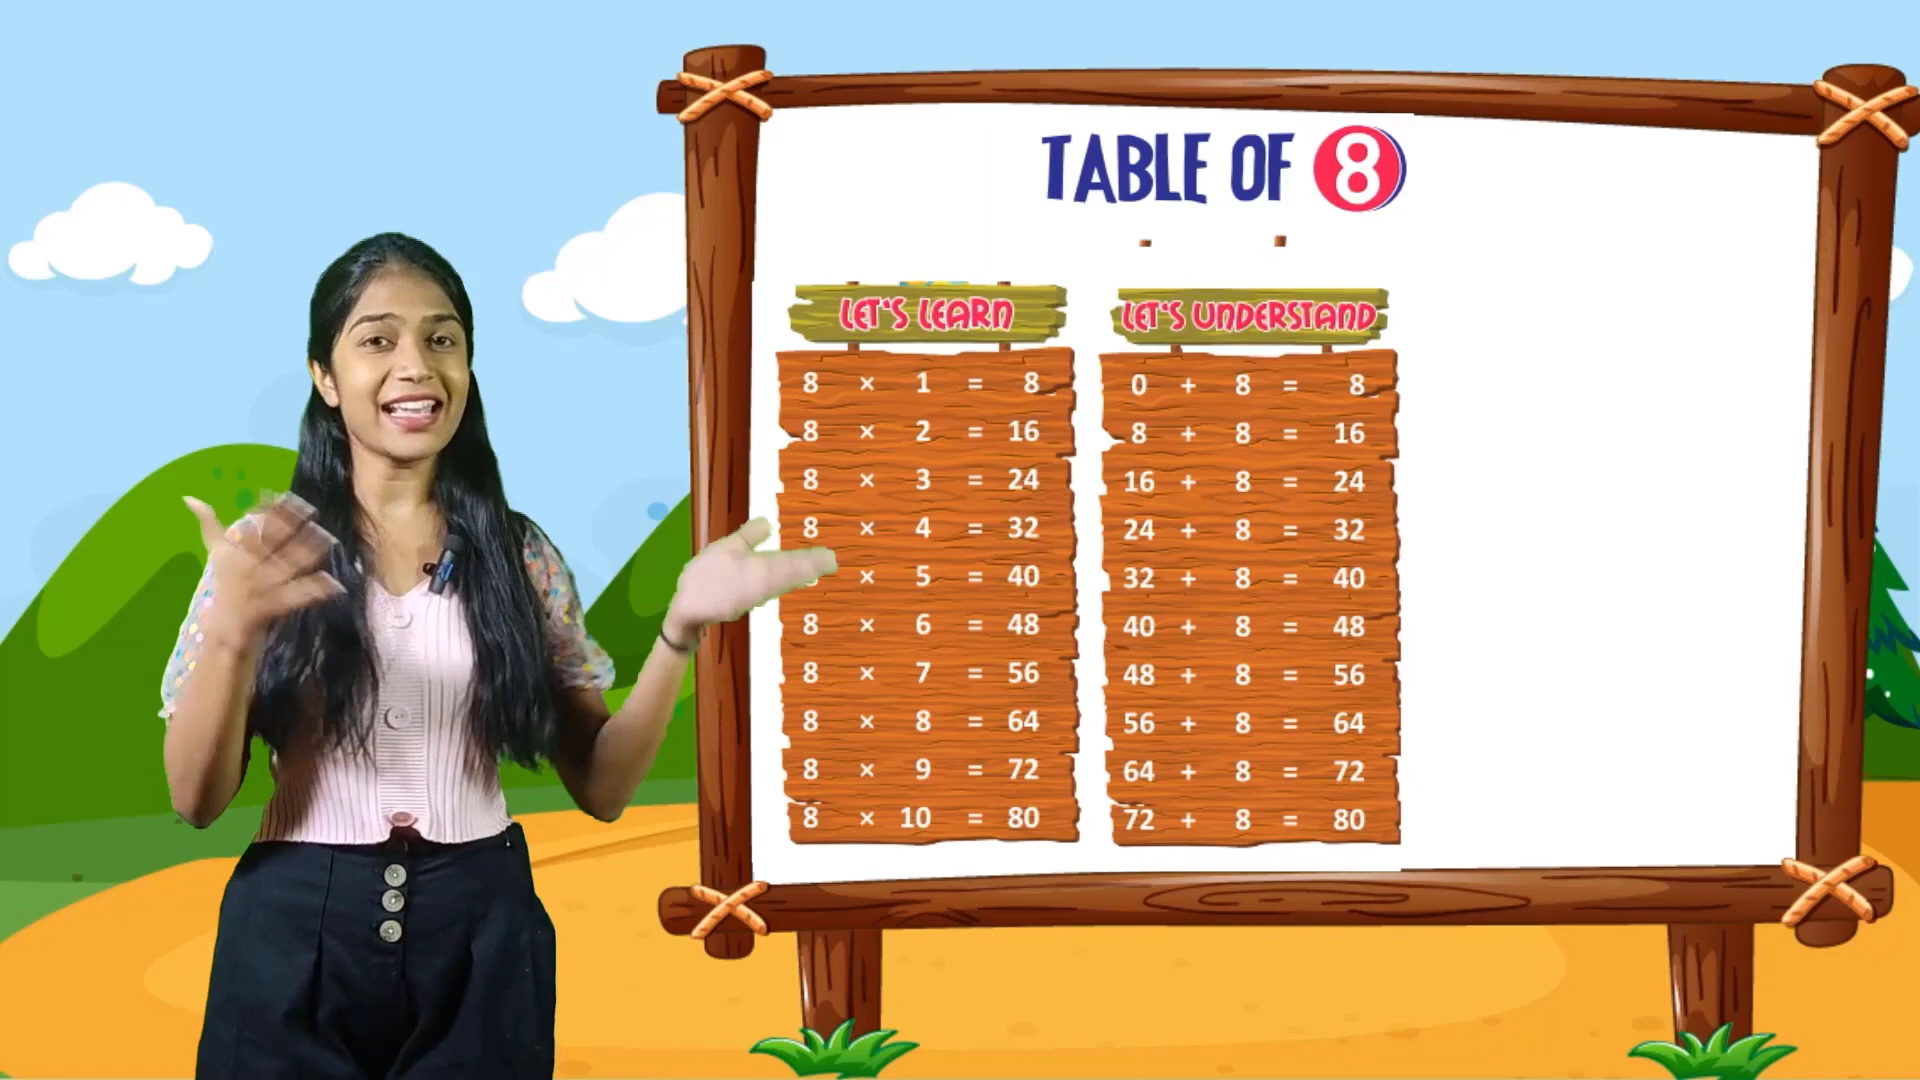 TABLE OF 8
LET'S LEARN
8 × 1 = 8
8 × 2 = 16
8 × 3 = 24
8 × 4 = 32
8 × 5 = 40
8 × 6 = 48
8 × 7 = 56
8 × 8 = 64
8 × 9 = 72
8 × 10 = 80
LET'S UNDERSTAND
0 + 8 = 8
8 + 8 = 16
16 + 8 = 24
24 + 8 = 32
32 + 8 = 40
40 + 8 = 48
48 + 8 = 56
56 + 8 = 64
64 + 8 = 72
72 + 8 = 80